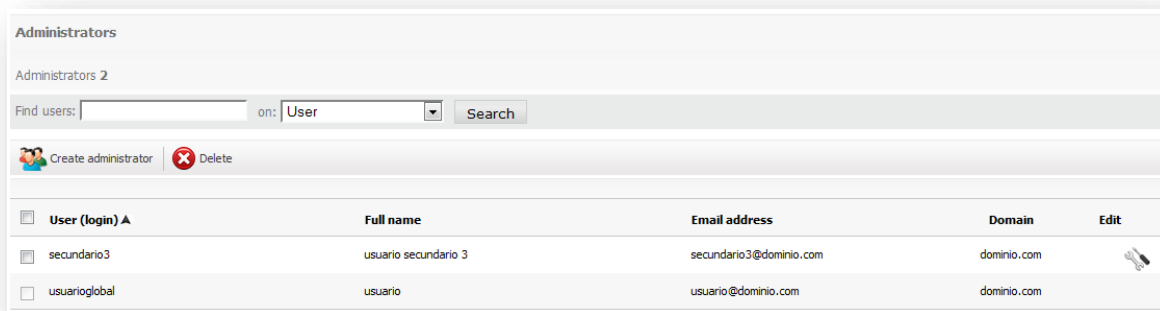 Administrators
Administrators 2
Find users: on: User Search
Create administrator Delete
User (login) Full name Email address Domain Edit
secundario3 usuario secundario 3 secundario3@dominio.com dominio.com
usuarioglobal usuario usuario@dominio.com dominio.com